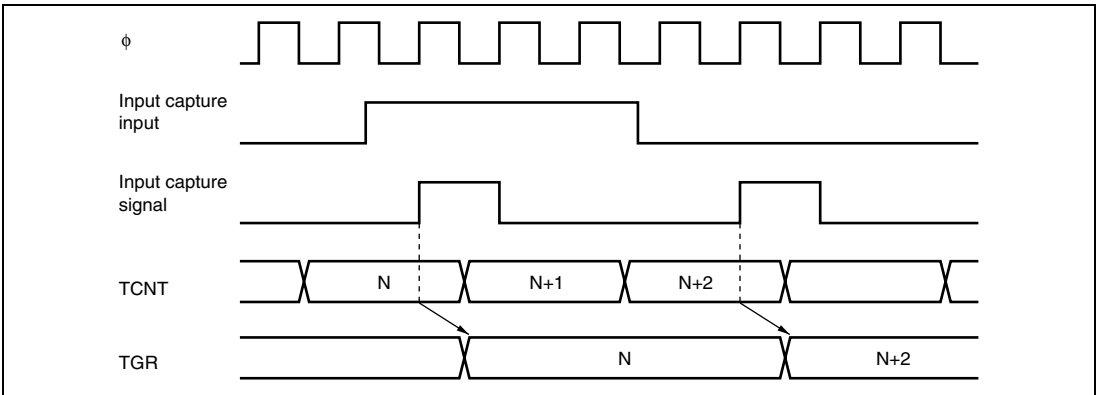 φ
Input capture
input
Input capture
signal
TCNT N N+1 N+2
TGR N N+2